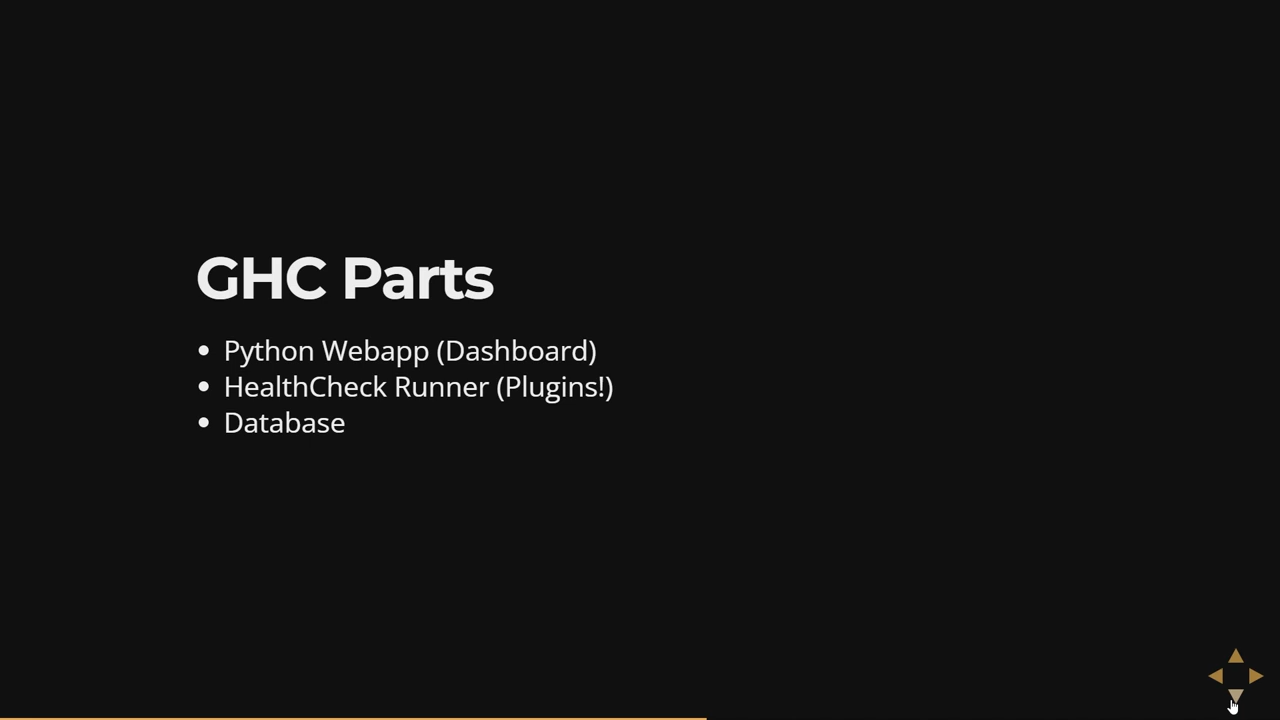 GHC Parts
Python Webapp (Dashboard)
HealthCheck Runner (Plugins!)
Database